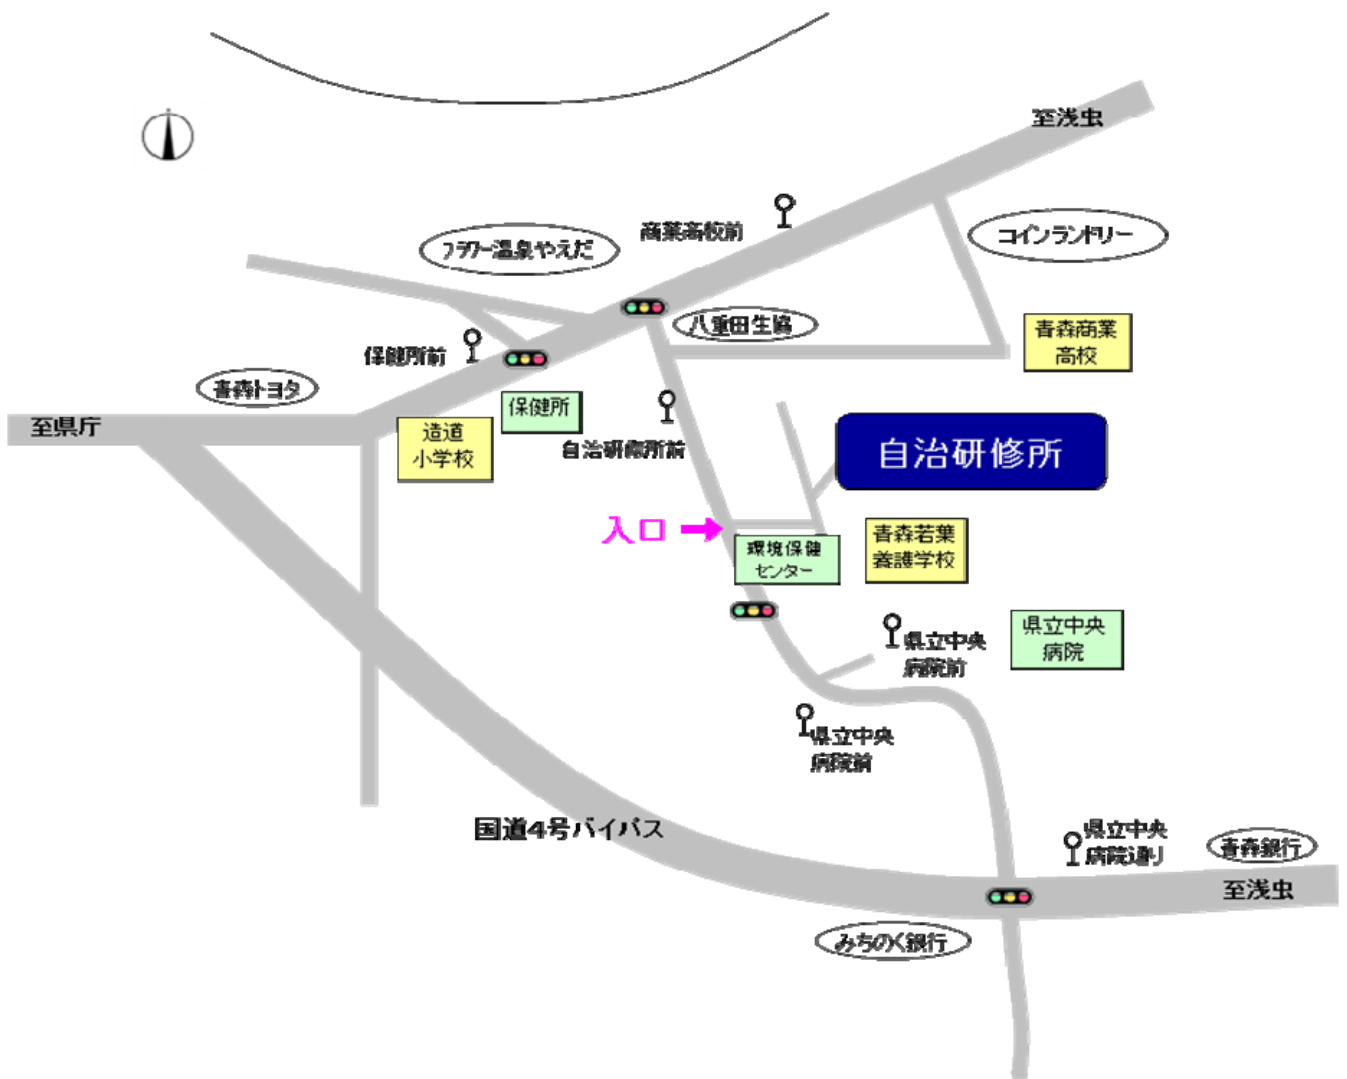 至浅虫
商業高校前
コインランドリー
フラワー温泉やえだ
八重田生協
青森商業
高校
保健所前
青森トヨタ
保健所
至県庁
造道
小学校
自治研修所前
自治研修所
入口
環境保健
センター
青森若葉
養護学校
県立中央
病院前
県立中央
病院
県立中央
病院前
国道4号バイパス
県立中央
病院通り
青森銀行
至浅虫
みちのく銀行